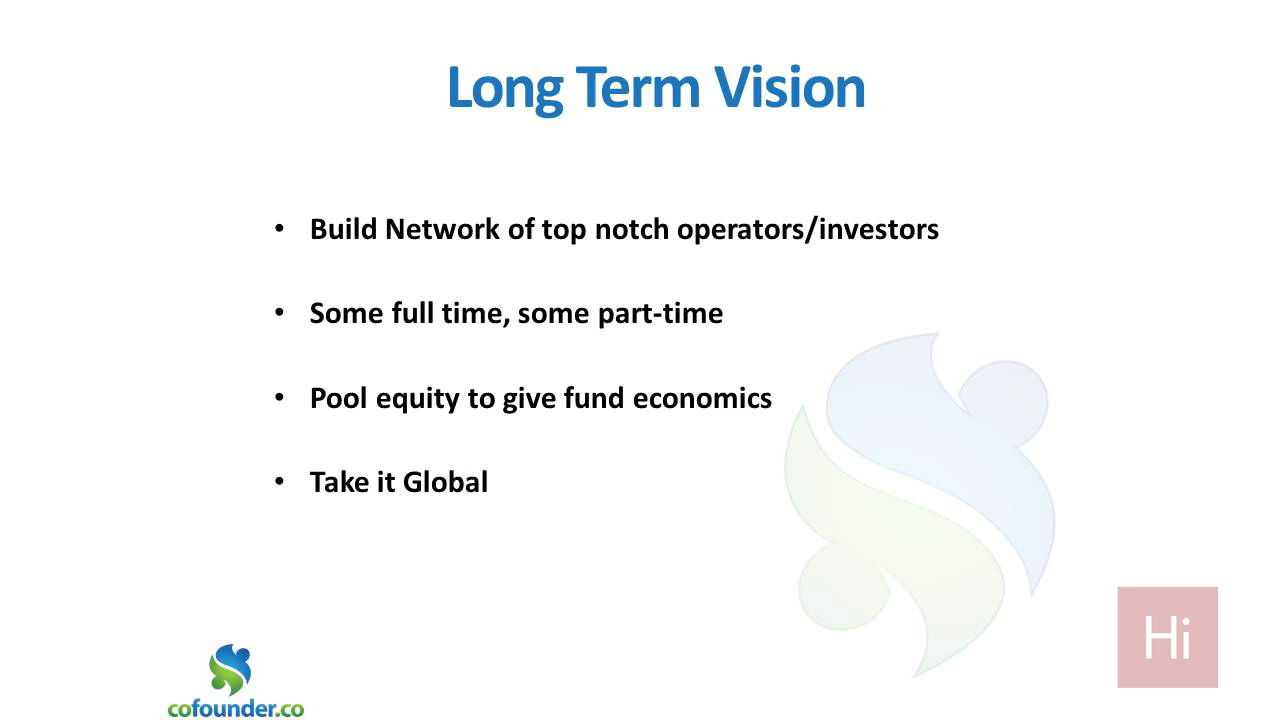 Long Term Vision
• Build Network of top notch operators/investors
• Some full time, some part-time
• Pool equity to give fund economics
• Take it Global
Hi
cofounder.co